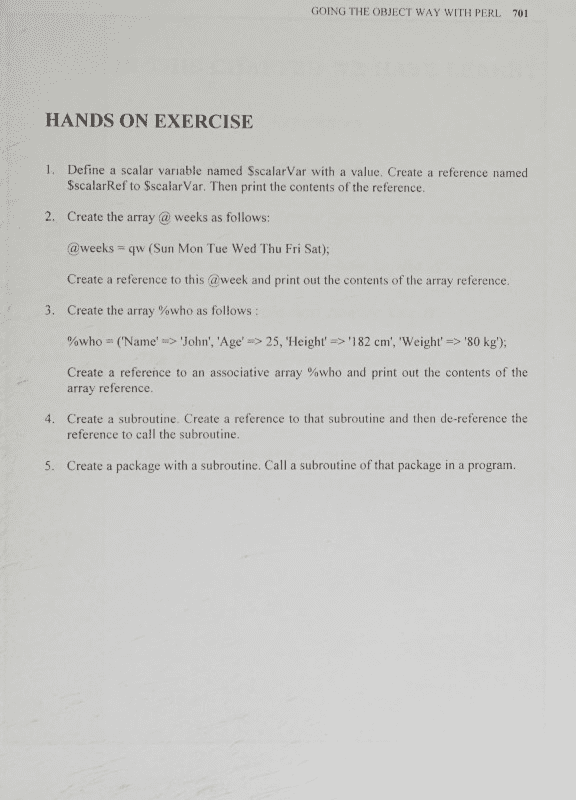 GOING THE OBJECT WAY WITH PERL 701
HANDS ON EXERCISE
1. Define a scalar variable named $scalarVar with a value. Create a reference named
$scalarRef to $scalarVar. Then print the contents of the reference.
2. Create the array @ weeks as follows:
@weeks = qw (Sun Mon Tue Wed Thu Fri Sat);
Create a reference to this @week and print out the contents of the array reference.
3. Create the array %who as follows :
%who = ('Name' => 'John', 'Age' => 25, 'Height' => '182 cm', 'Weight' => '80 kg');
Create a reference to an associative array %who and print out the contents of the
array reference.
4. Create a subroutine. Create a reference to that subroutine and then de-reference the
reference to call the subroutine.
5. Create a package with a subroutine. Call a subroutine of that package in a program.